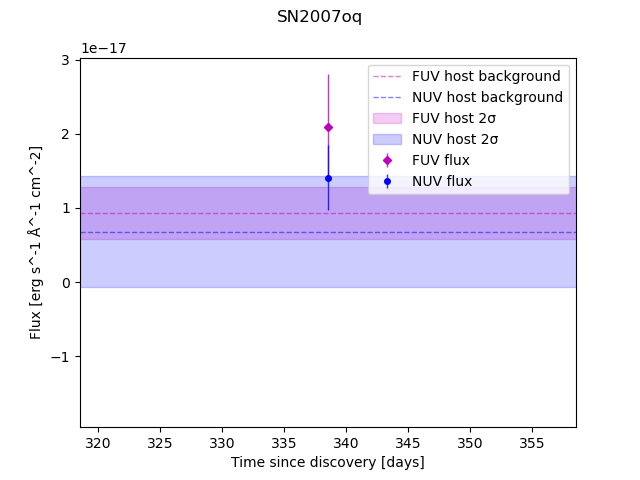 SN2007oq
1e−17
3
2
1
0
−1
Flux [erg s^-1 Å^-1 cm^-2]
FUV host background
NUV host background
FUV host 2σ
NUV host 2σ
FUV flux
NUV flux
320 325 330 335 340 345 350 355
Time since discovery [days]